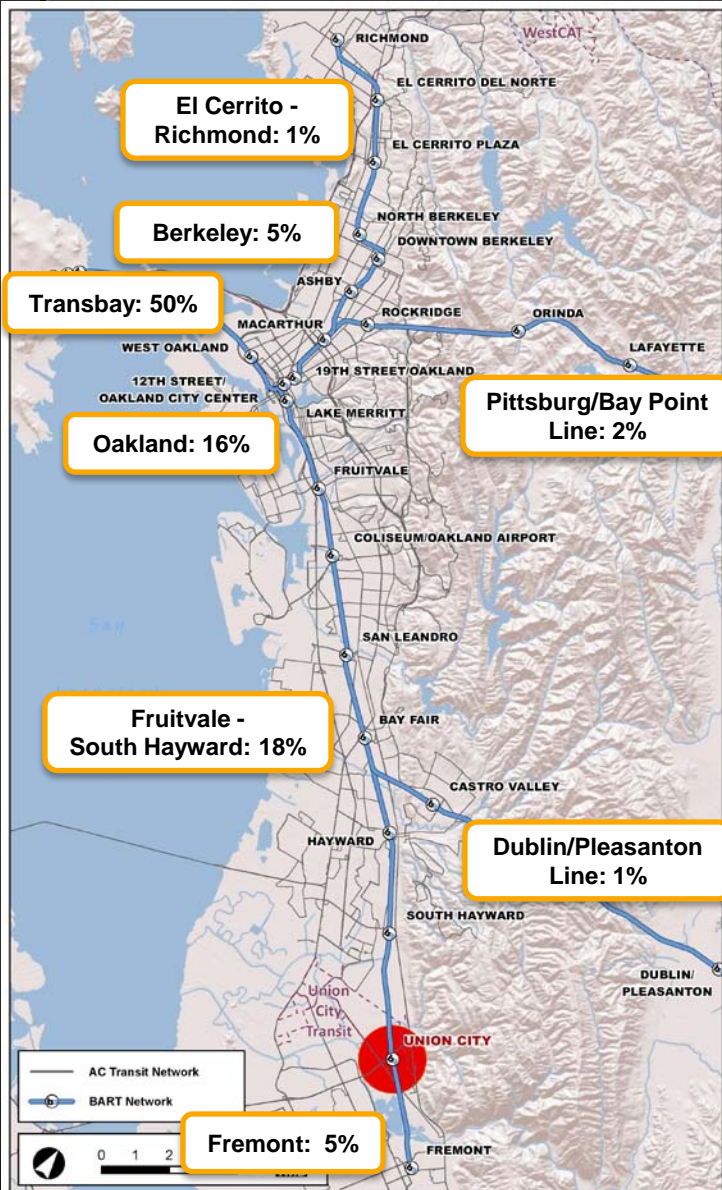 RICHMOND
WestCAT
EL CERRITO DEL NORTE
El Cerrito -
Richmond: 1%
EL CERRITO PLAZA
NORTH BERKELEY
Berkeley: 5%
DOWNTOWN BERKELEY
ASHBY
Transbay: 50%
ROCKRIDGE
ORINDA
MACARTHUR
LAFAYETTE
WEST OAKLAND
19TH STREET/OAKLAND
12TH STREET/
OAKLAND CITY CENTER
Pittsburg/Bay Point
Line: 2%
LAKE MERRITT
Oakland: 16%
FRUITVALE
COLISEUM/OAKLAND AIRPORT
San
SAN LEANDRO
Fruitvale -
South Hayward: 18%
BAY FAIR
CASTRO VALLEY
HAYWARD
Dublin/Pleasanton
Line: 1%
SOUTH HAYWARD
DUBLIN/
PLEASANTON
Union
City
Transit
UNION CITY
AC Transit Network
BART Network
Fremont: 5%
FREMONT
0 1 2